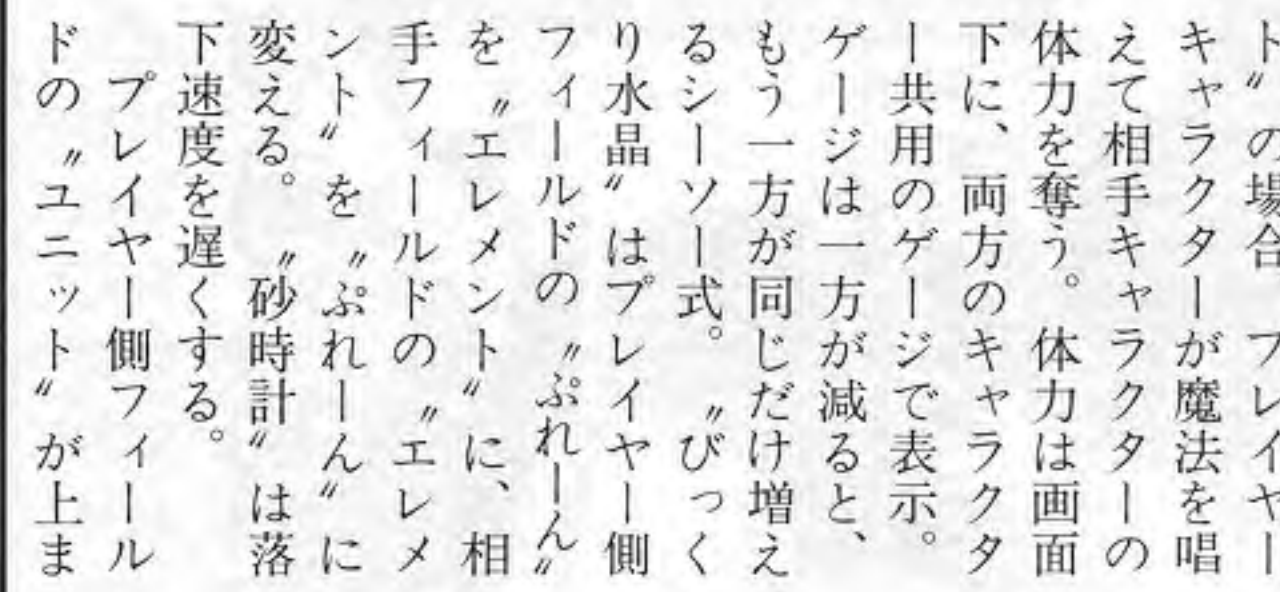 ト〟の場合、プレイヤー
キャラクターが魔法を唱
えて相手キャラクターの
体力を奪う。体力は画面
下に、両方のキャラクタ
ー共用のゲージで表示。
ゲージは一方が減ると、
もう一方が同じだけ増え
るシーソー式。〝びっく
り水晶〟はプレイヤー側
フィールドの〝ぷれーん〟
を〝エレメント〟に、相
手フィールドの〝エレメ
ント〟を〝ぷれーん〟に
変える。〝砂時計〟は落
下速度を遅くする。
プレイヤー側フィール
ドの〝ユニット〟が上ま